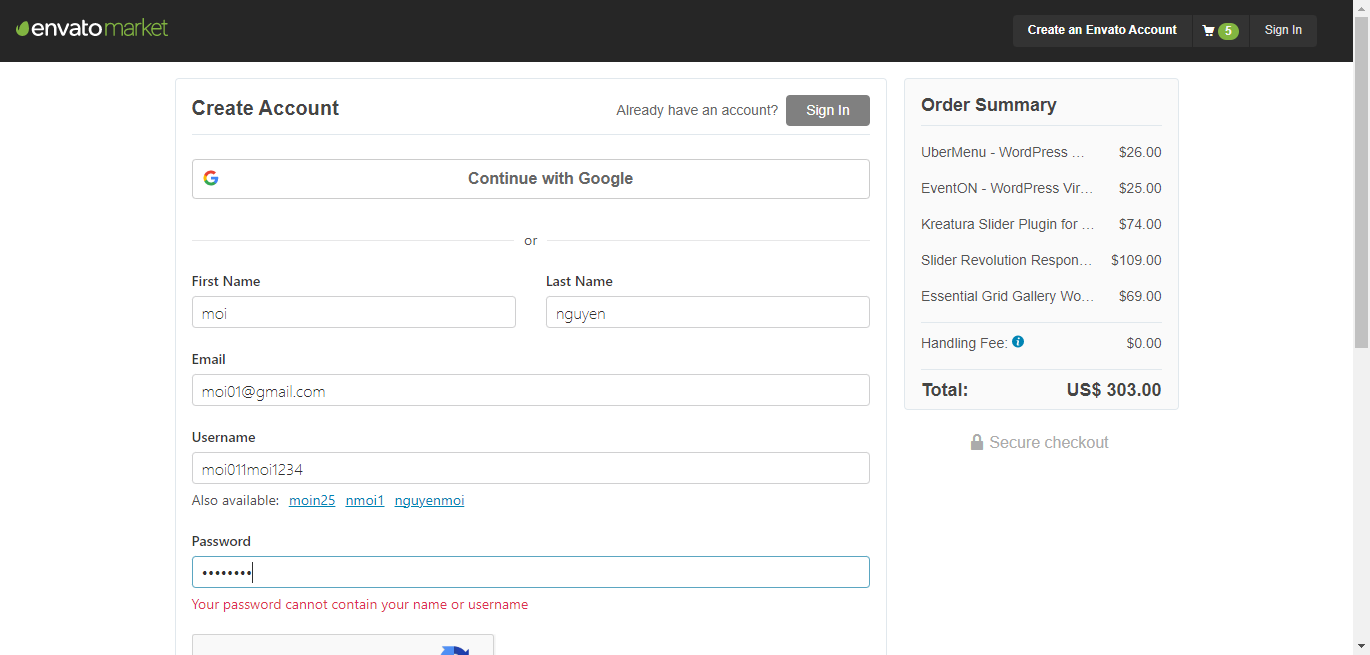 envatomarket
Create an Envato Account
5
Sign In
Create Account
Already have an account?
Sign In
Continue with Google
or
First Name
Last Name
moi
nguyen
Email
moi01@gmail.com
Username
moi011moi1234
Also available: moin25 nmoi1 nguyenmoi
Password
••••••••
Your password cannot contain your name or username
Order Summary
UberMenu - WordPress ... $26.00
EventON - WordPress Vir... $25.00
Kreatura Slider Plugin for ... $74.00
Slider Revolution Respon... $109.00
Essential Grid Gallery Wo... $69.00
Handling Fee: $0.00
Total: US$ 303.00
Secure checkout